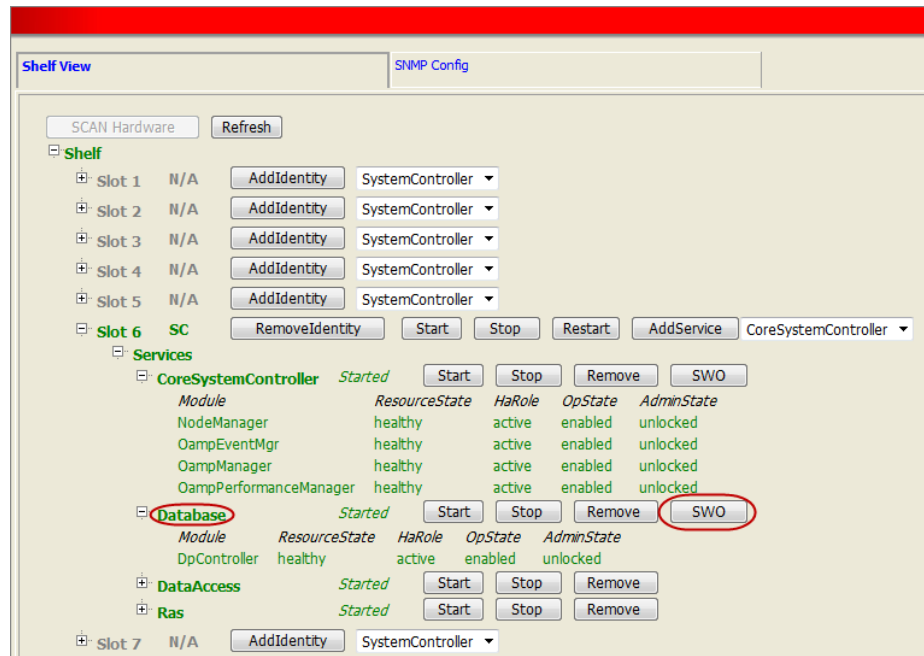 Shelf View SNMP Config
SCAN Hardware Refresh
Shelf
Slot 1 N/A AddIdentity SystemController
Slot 2 N/A AddIdentity SystemController
Slot 3 N/A AddIdentity SystemController
Slot 4 N/A AddIdentity SystemController
Slot 5 N/A AddIdentity SystemController
Slot 6 SC RemoveIdentity Start Stop Restart AddService CoreSystemController
Services
CoreSystemController Started Start Stop Remove SWO
Module ResourceState HaRole OpState AdminState
NodeManager healthy active enabled unlocked
OampEventMgr healthy active enabled unlocked
OampManager healthy active enabled unlocked
OampPerformanceManager healthy active enabled unlocked
Database Started Start Stop Remove SWO
Module ResourceState HaRole OpState AdminState
DpController healthy active enabled unlocked
DataAccess Started Start Stop Remove
Ras Started Start Stop Remove
Slot 7 N/A AddIdentity SystemController